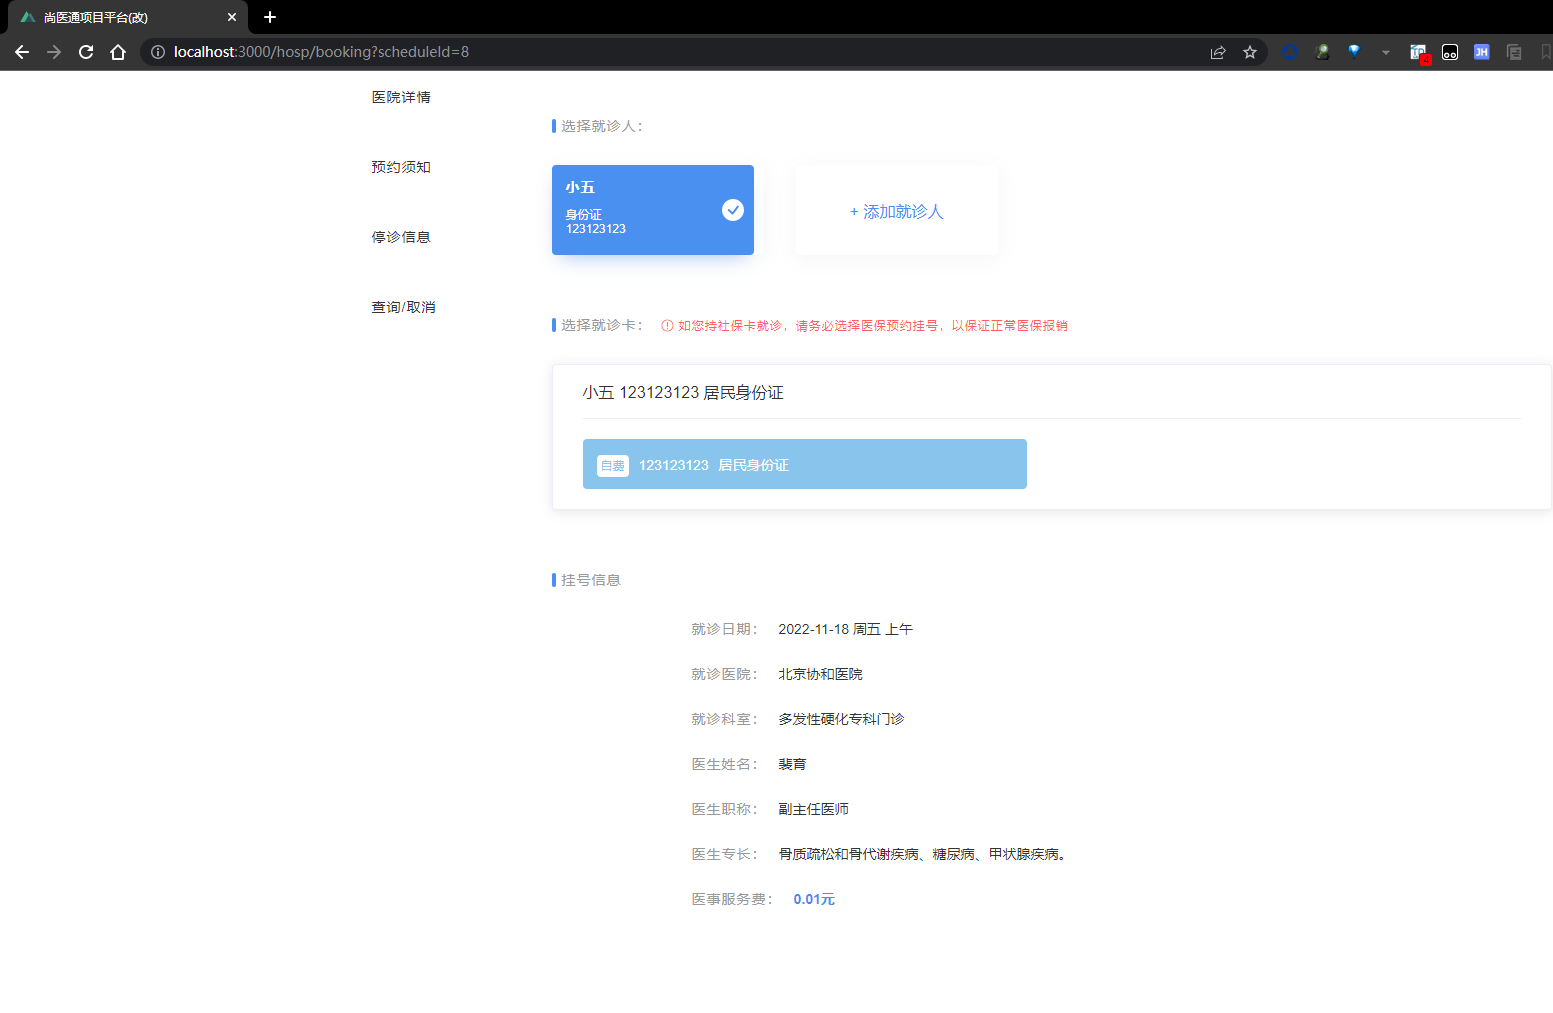 尚医通项目平台(改)
localhost:3000/hosp/booking?scheduleId=8
4
JH
医院详情
预约须知
停诊信息
查询/取消
选择就诊人：
小五
身份证
123123123
+ 添加就诊人
选择就诊卡：
如您持社保卡就诊，请务必选择医保预约挂号，以保证正常医保报销
小五 123123123 居民身份证
自费 123123123 居民身份证
挂号信息
就诊日期： 2022-11-18 周五 上午
就诊医院： 北京协和医院
就诊科室： 多发性硬化专科门诊
医生姓名： 裴育
医生职称： 副主任医师
医生专长： 骨质疏松和骨代谢疾病、糖尿病、甲状腺疾病。
医事服务费： 0.01元